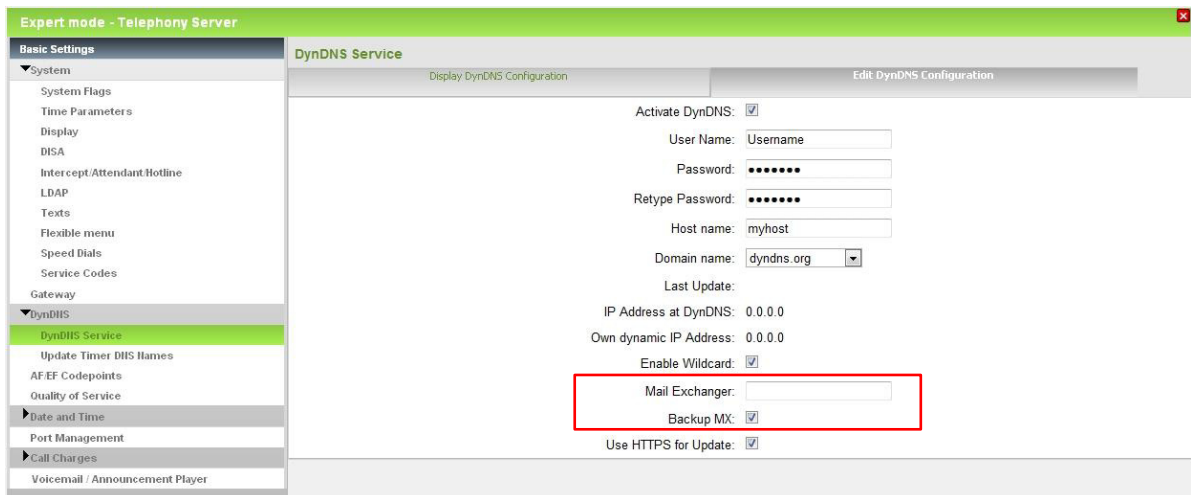 Expert mode - Telephony Server
Basic Settings
System
System Flags
Time Parameters
Display
DISA
Intercept/Attendant/Hotline
LDAP
Texts
Flexible menu
Speed Dials
Service Codes
Gateway
DynDNS
DynDNS Service
Update Timer DNS Names
AF/EF Codepoints
Quality of Service
Date and Time
Port Management
Call Charges
Voicemail / Announcement Player
DynDNS Service
Display DynDNS Configuration Edit DynDNS Configuration
Activate DynDNS:
User Name: Username
Password: •••••••
Retype Password: •••••••
Host name: myhost
Domain name: dyndns.org
Last Update:
IP Address at DynDNS: 0.0.0.0
Own dynamic IP Address: 0.0.0.0
Enable Wildcard:
Mail Exchanger:
Backup MX:
Use HTTPS for Update: